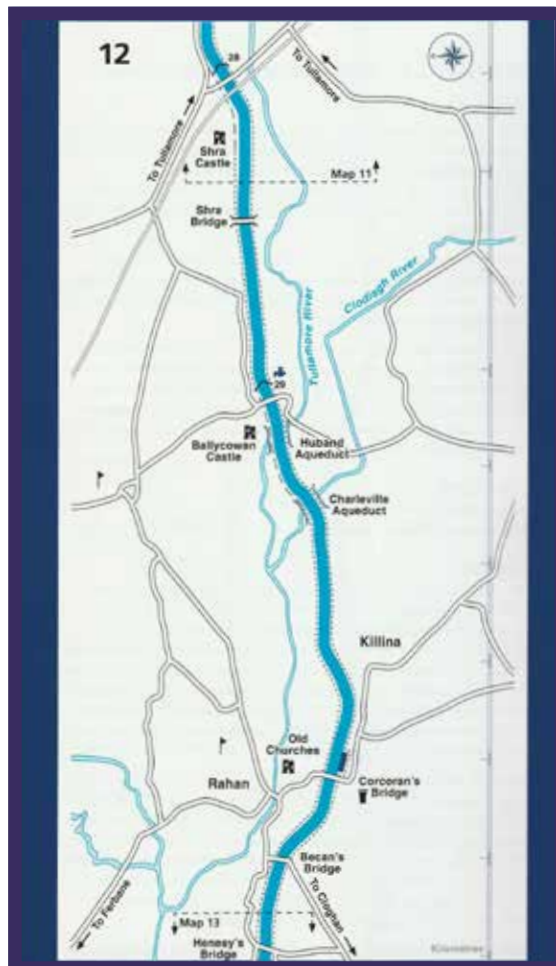 12
28
To Tullamore
To Tullamore
Shra
Castle
Map 11
Shra
Bridge
Tullamore River
Clodiagh River
29
Ballycowan
Castle
Huband
Aqueduct
Charleville
Aqueduct
Killina
Old
Churches
Rahan
Corcoran's
Bridge
Becan's
Bridge
To Ferbane
To Cloghan
Map 13
Henesy's
Bridge
Kilometres